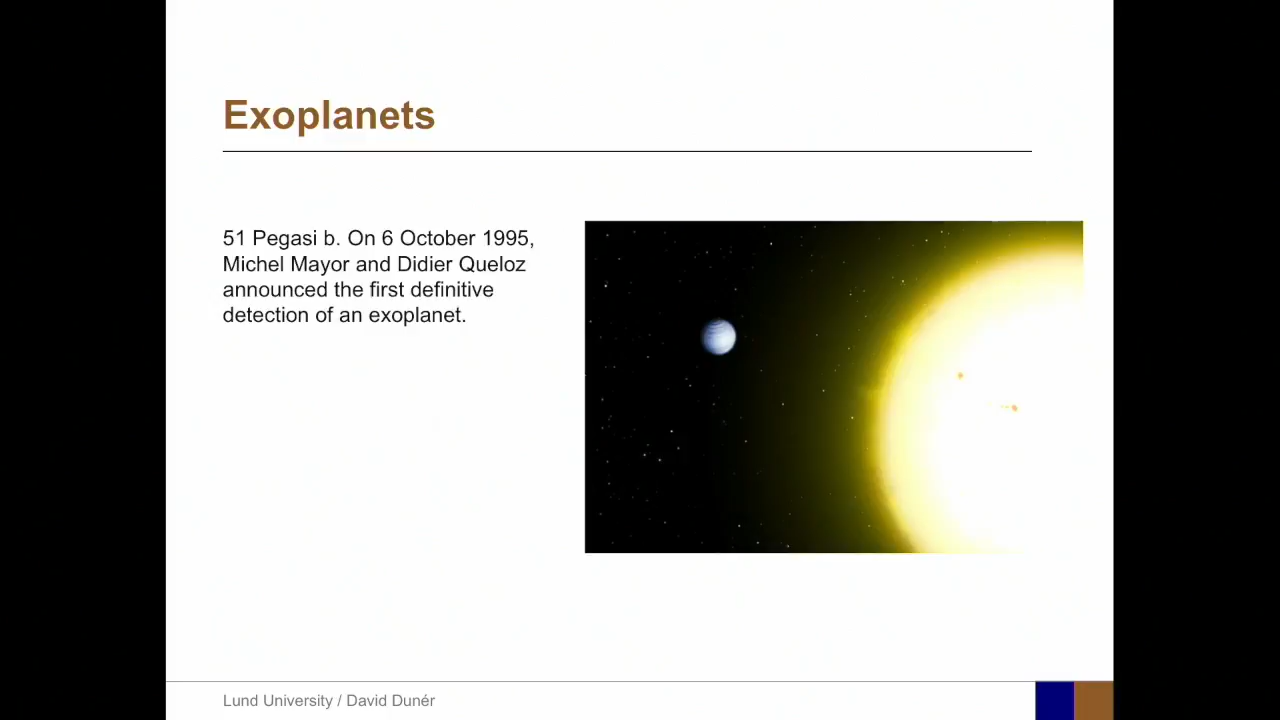 Exoplanets
51 Pegasi b. On 6 October 1995,
Michel Mayor and Didier Queloz
announced the first definitive
detection of an exoplanet.
Lund University / David Dunér